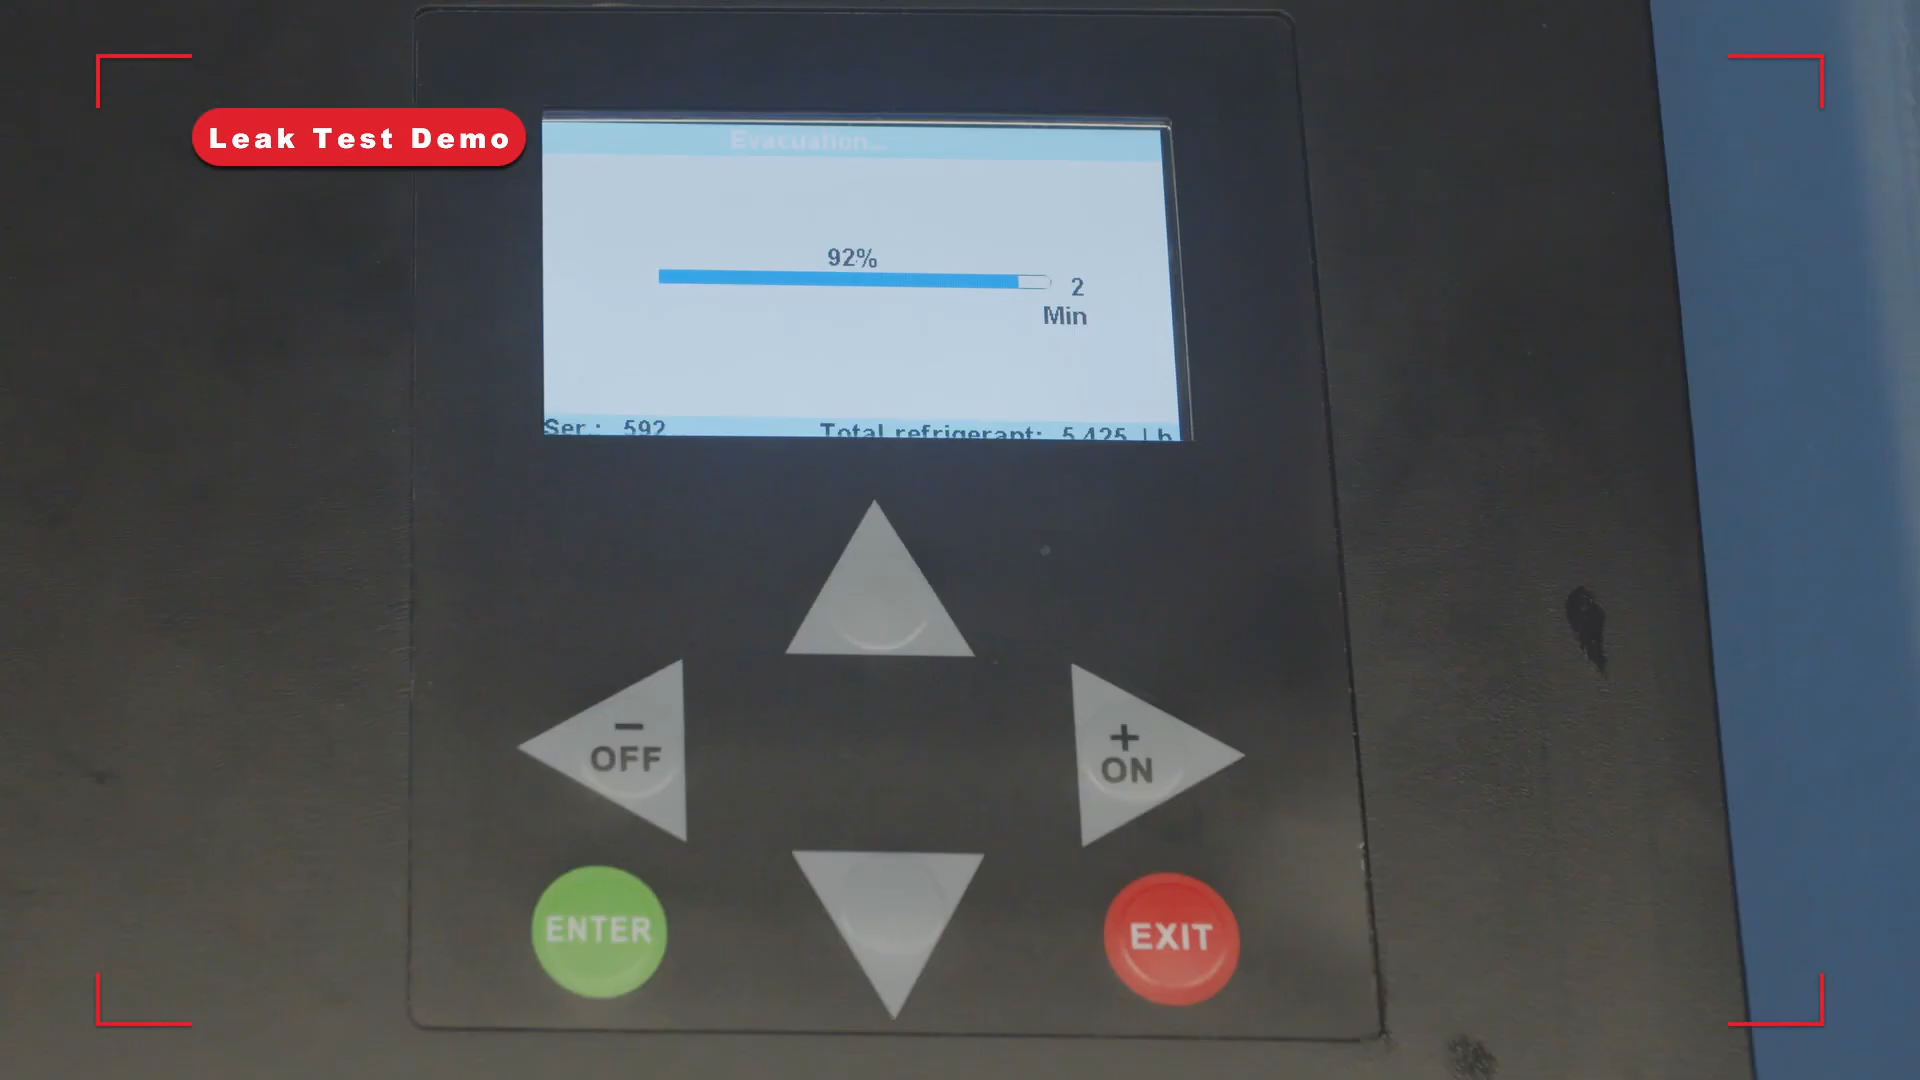 Leak Test Demo
Evacuation...
92%
2
Min
Ser.: 592 Total refrigerant: 5.425 Lb
−
OFF
+
ON
ENTER
EXIT